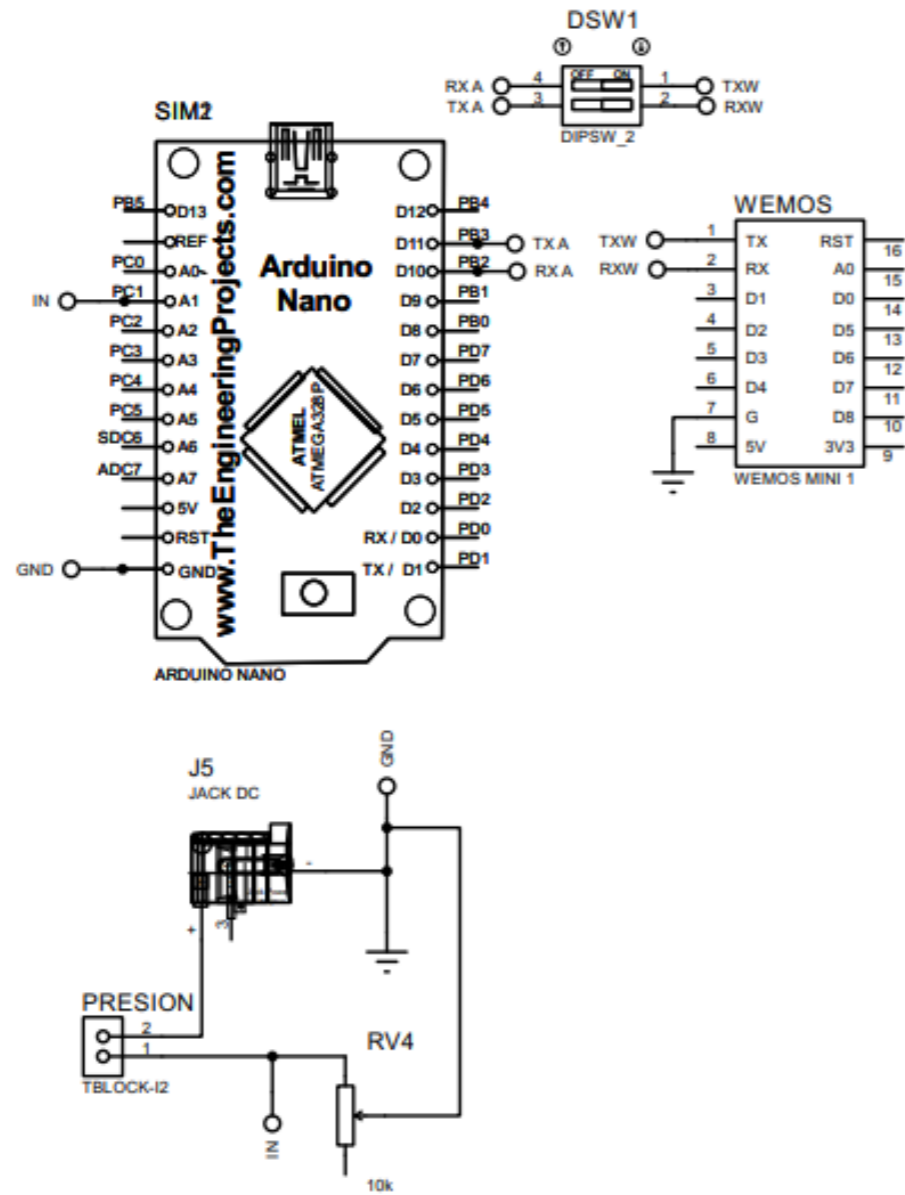 DSW1
OFF ON
RX A 4 1 TXW
TX A 3 2 RXW
DIPSW_2
PB5 D13 D12 PB4
REF D11 PB3 TX A
PC0 A0 D10 PB2 RX A
IN PC1 A1 D9 PB1
PC2 A2 D8 PB0
PC3 A3 D7 PD7
PC4 A4 D6 PD6
PC5 A5 D5 PD5
SDC6 A6 D4 PD4
ADC7 A7 D3 PD3
5V D2 PD2
RST RX / D0 PD0
GND GND TX / D1 PD1
www.TheEngineeringProjects.com
Arduino
Nano
ATMEL
ATMEGA328P
ARDUINO NANO
WEMOS
TXW 1 TX RST 16
RXW 2 RX A0 15
3 D1 D0 14
4 D2 D5 13
5 D3 D6 12
6 D4 D7 11
7 G D8 10
8 5V 3V3 9
WEMOS MINI 1
J5
JACK DC
GND
-
+
3
PRESION
2
1
TBLOCK-I2
IN
RV4
10k